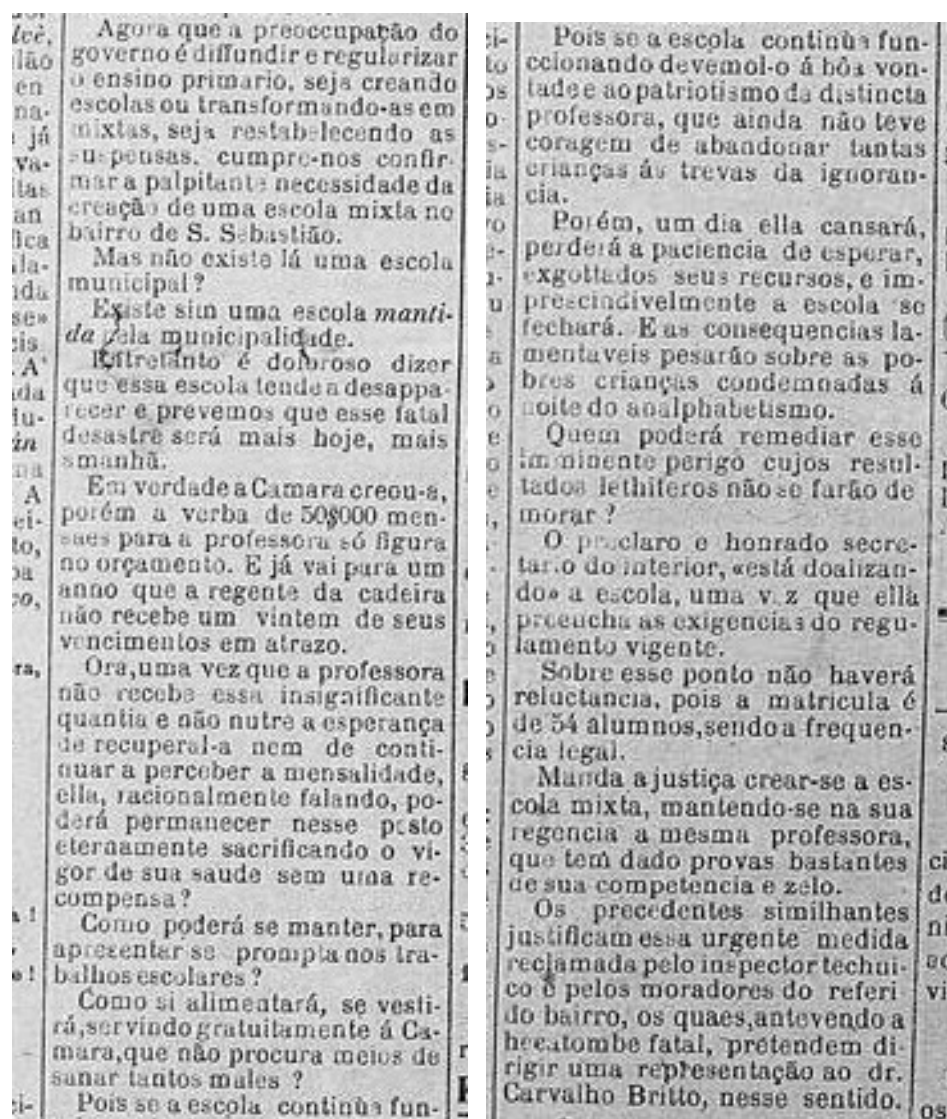 Agora que a preoccupação do
governo é diffundir e regularizar
o ensino primario, seja creando
escolas ou transformando-as em
mixtas, seja restabelecendo as
suspensas, cumpre-nos confir-
mar a palpitante necessidade da
creação de uma escola mixta no
bairro de S. Sebastião.
Mas não existe lá uma escola
municipal?
Existe sim uma escola manti-
da pela municipalidade.
Entretanto é doloroso dizer
que essa escola tende a desappa-
recer e prevemos que esse fatal
desastre será mais hoje, mais
amanhã.
Em verdade a Camara creou-a,
porém a verba de 50$000 men-
saes para a professora só figura
no orçamento. E já vai para um
anno que a regente da cadeira
não recebe um vintem de seus
vencimentos em atrazo.
Ora, uma vez que a professora
não recebe essa insignificante
quantia e não nutre a esperança
de recuperal-a nem de conti-
nuar a perceber a mensalidade,
ella, racionalmente falando, po-
derá permanecer nesse posto
eternamente sacrificando o vi-
gor de sua saude sem uma re-
compensa?
Como poderá se manter, para
apresentar se prompta nos tra-
balhos escolares?
Como si alimentará, se vesti-
rá, servindo gratuitamente á Ca-
mara, que não procura meios de
sanar tantos males?
Pois se a escola continùa fun-
Pois se a escola continùa fun-
ccionando devemol-o á bôa von-
tade e ao patriotismo da distincta
professora, que ainda não teve
coragem de abandonar tantas
crianças ás trevas da ignoran-
cia.
Porém, um dia ella cansará,
perderá a paciencia de esperar,
exgottados seus recursos, e im-
prescindivelmente a escola se
fechará. E as consequencias la-
mentaveis pesarão sobre as po-
bres crianças condemnadas á
noite do analphabetismo.
Quem poderá remediar esse
imminente perigo cujos resul-
tados lethiferos não se farão de
morar?
O preclaro e honrado secre-
tario do interior, «estadoalizan-
do» a escola, uma vez que ella
preencha as exigencias do regu-
lamento vigente.
Sobre esse ponto não haverá
reluctancia, pois a matricula é
de 54 alumnos, sendo a frequen-
cia legal.
Manda a justiça crear-se a es-
cola mixta, mantendo-se na sua
regencia a mesma professora,
que tem dado provas bastantes
de sua competencia e zelo.
Os precedentes similhantes
justificam essa urgente medida
reclamada pelo inspector techni-
co e pelos moradores do referi
do bairro, os quaes, antevendo a
hecatombe fatal, pretendem di-
rigir uma representação ao dr.
Carvalho Britto, nesse sentido.